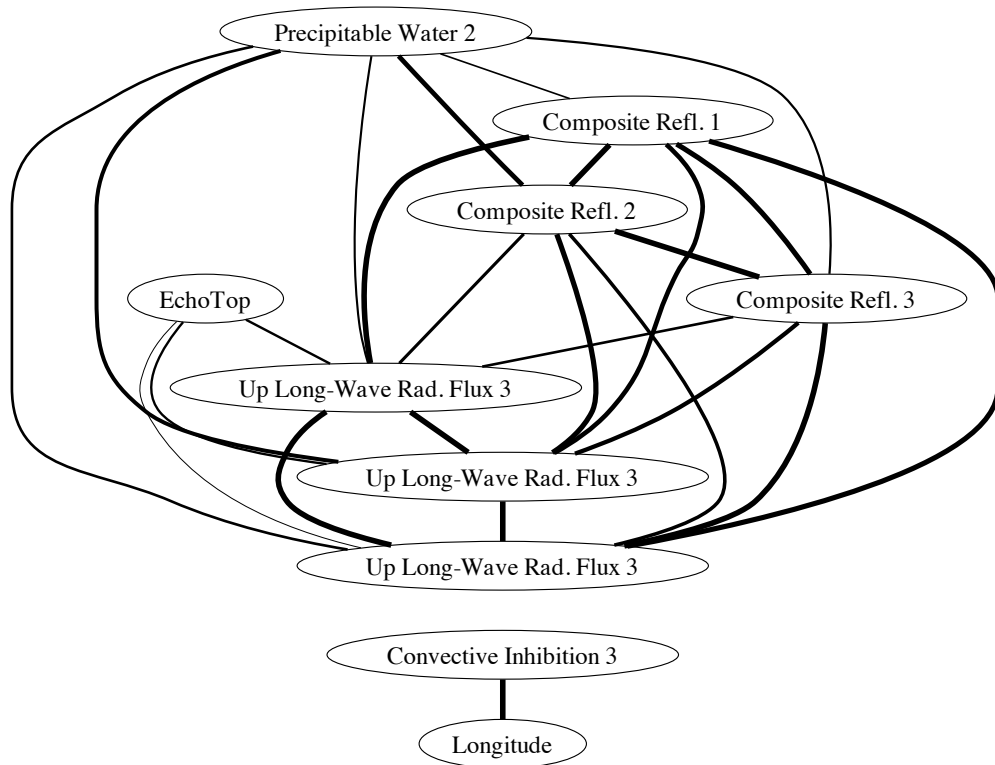 Precipitable Water 2
Composite Refl. 1
Composite Refl. 2
EchoTop
Composite Refl. 3
Up Long-Wave Rad. Flux 3
Up Long-Wave Rad. Flux 3
Up Long-Wave Rad. Flux 3
Convective Inhibition 3
Longitude